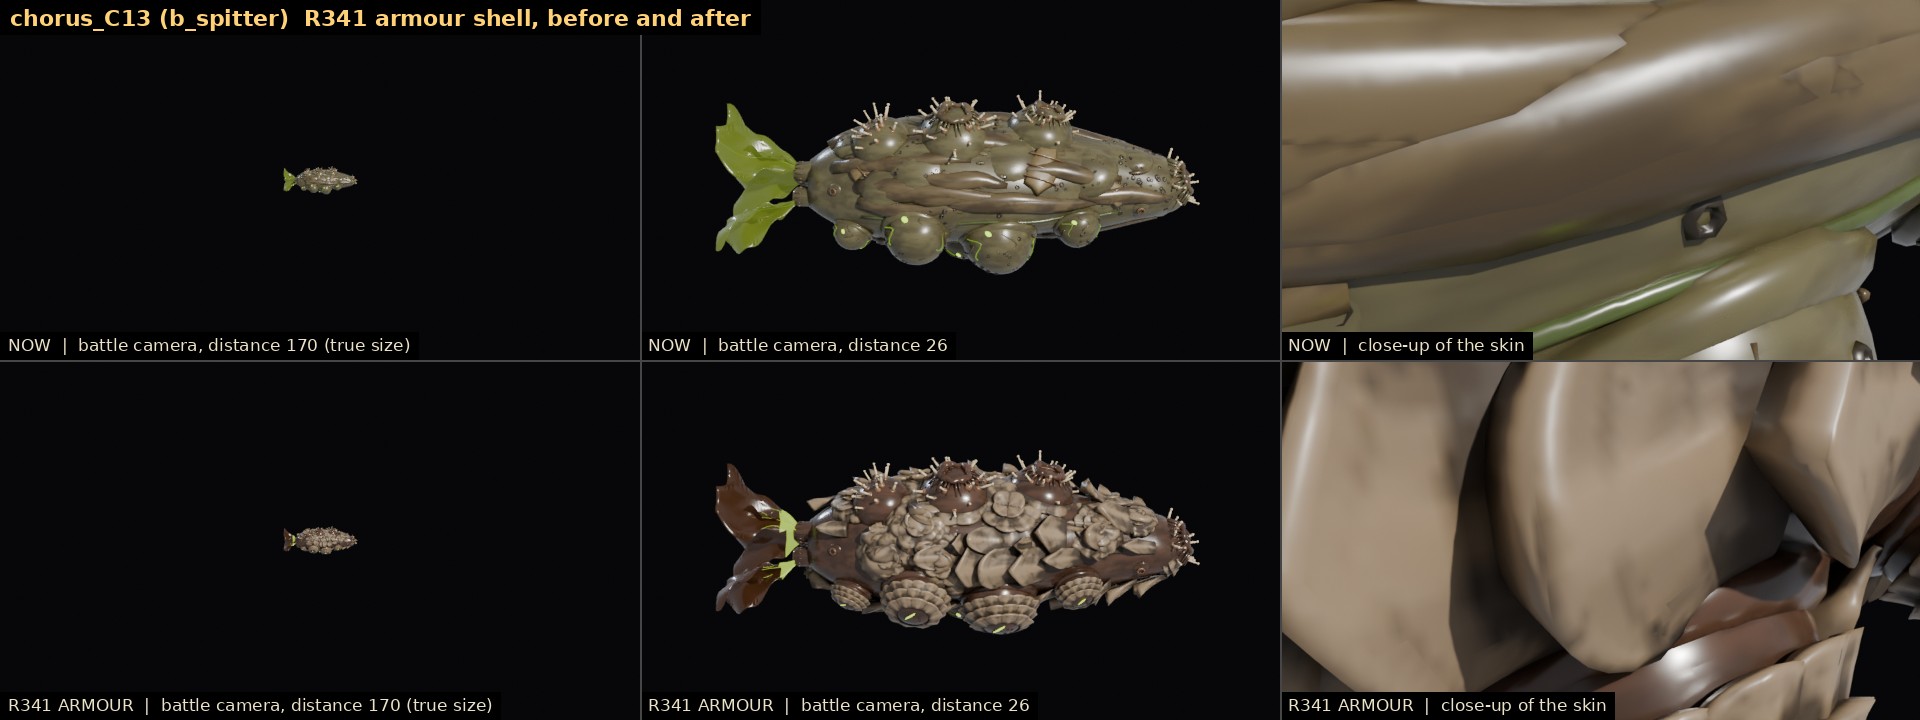 chorus_C13 (b_spitter)  R341 armour shell, before and after
NOW  |  battle camera, distance 170 (true size)
NOW  |  battle camera, distance 26
NOW  |  close-up of the skin
R341 ARMOUR  |  battle camera, distance 170 (true size)
R341 ARMOUR  |  battle camera, distance 26
R341 ARMOUR  |  close-up of the skin